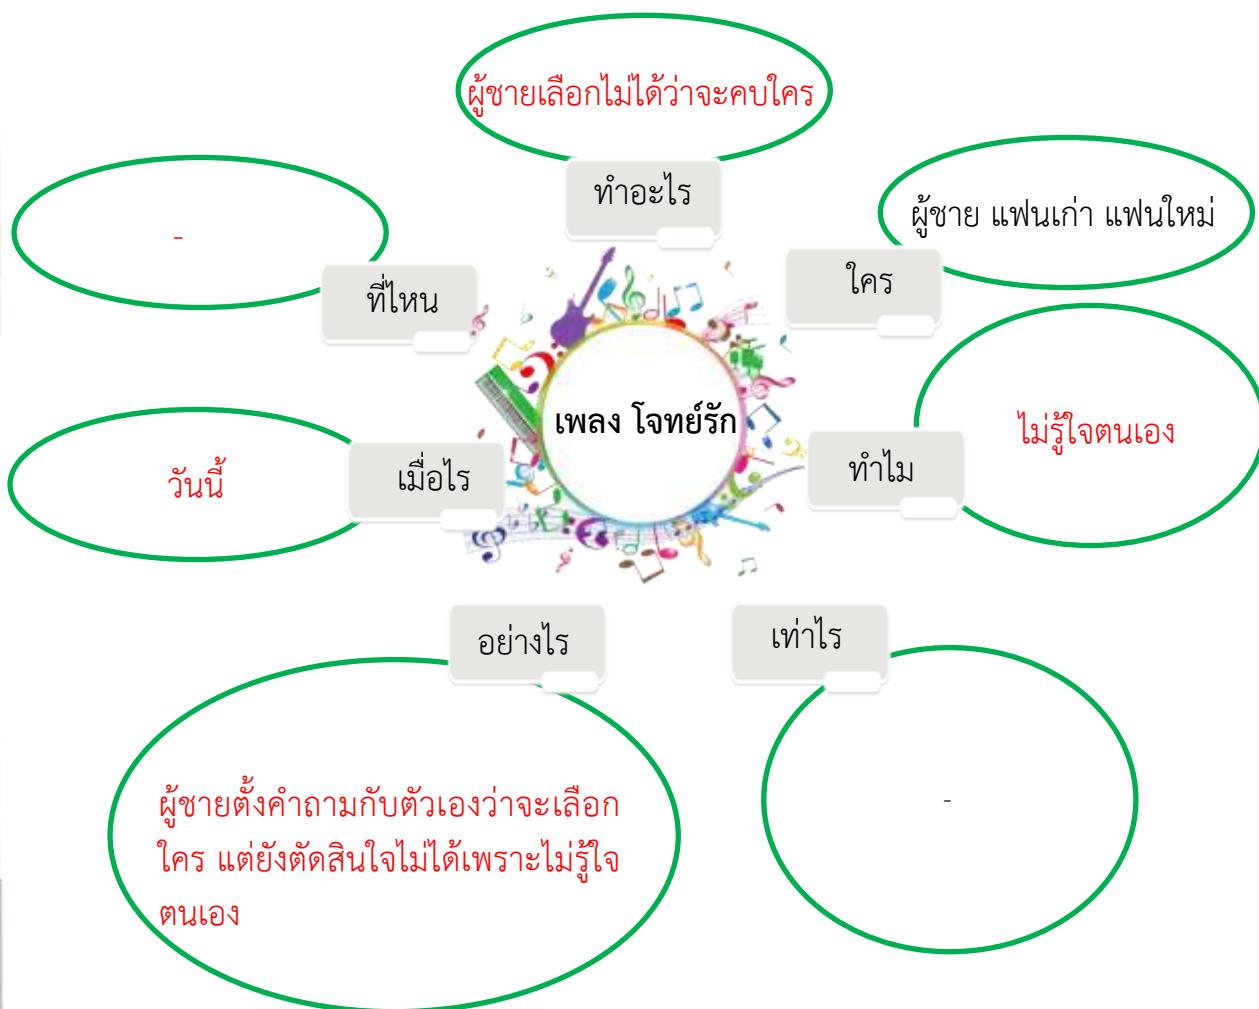 ผู้ชายเลือกไม่ได้ว่าจะคบใคร
ทำอะไร
ผู้ชาย แฟนเก่า แฟนใหม่
ใคร
-
ที่ไหน
เพลง โจทย์รัก
ไม่รู้ใจตนเอง
ทำไม
วันนี้
เมื่อไร
อย่างไร
เท่าไร
ผู้ชายตั้งคำถามกับตัวเองว่าจะเลือก
ใคร แต่ยังตัดสินใจไม่ได้เพราะไม่รู้ใจ
ตนเอง
-